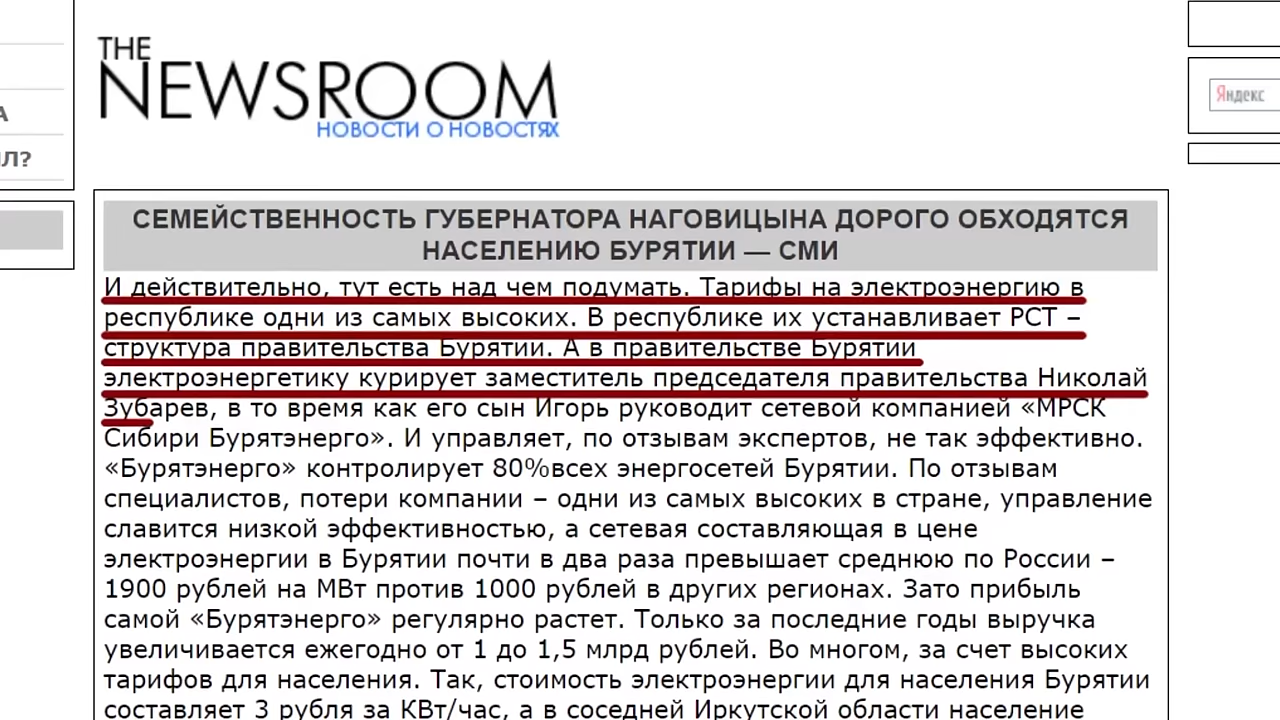 THE
NEWSROOM
НОВОСТИ О НОВОСТЯХ
А
ИЛ?
Яндекс
СЕМЕЙСТВЕННОСТЬ ГУБЕРНАТОРА НАГОВИЦЫНА ДОРОГО ОБХОДЯТСЯ
НАСЕЛЕНИЮ БУРЯТИИ — СМИ
И действительно, тут есть над чем подумать. Тарифы на электроэнергию в
республике одни из самых высоких. В республике их устанавливает РСТ –
структура правительства Бурятии. А в правительстве Бурятии
электроэнергетику курирует заместитель председателя правительства Николай
Зубарев, в то время как его сын Игорь руководит сетевой компанией «МРСК
Сибири Бурятэнерго». И управляет, по отзывам экспертов, не так эффективно.
«Бурятэнерго» контролирует 80%всех энергосетей Бурятии. По отзывам
специалистов, потери компании – одни из самых высоких в стране, управление
славится низкой эффективностью, а сетевая составляющая в цене
электроэнергии в Бурятии почти в два раза превышает среднюю по России –
1900 рублей на МВт против 1000 рублей в других регионах. Зато прибыль
самой «Бурятэнерго» регулярно растет. Только за последние годы выручка
увеличивается ежегодно от 1 до 1,5 млрд рублей. Во многом, за счет высоких
тарифов для населения. Так, стоимость электроэнергии для населения Бурятии
составляет 3 рубля за КВт/час, а в соседней Иркутской области население